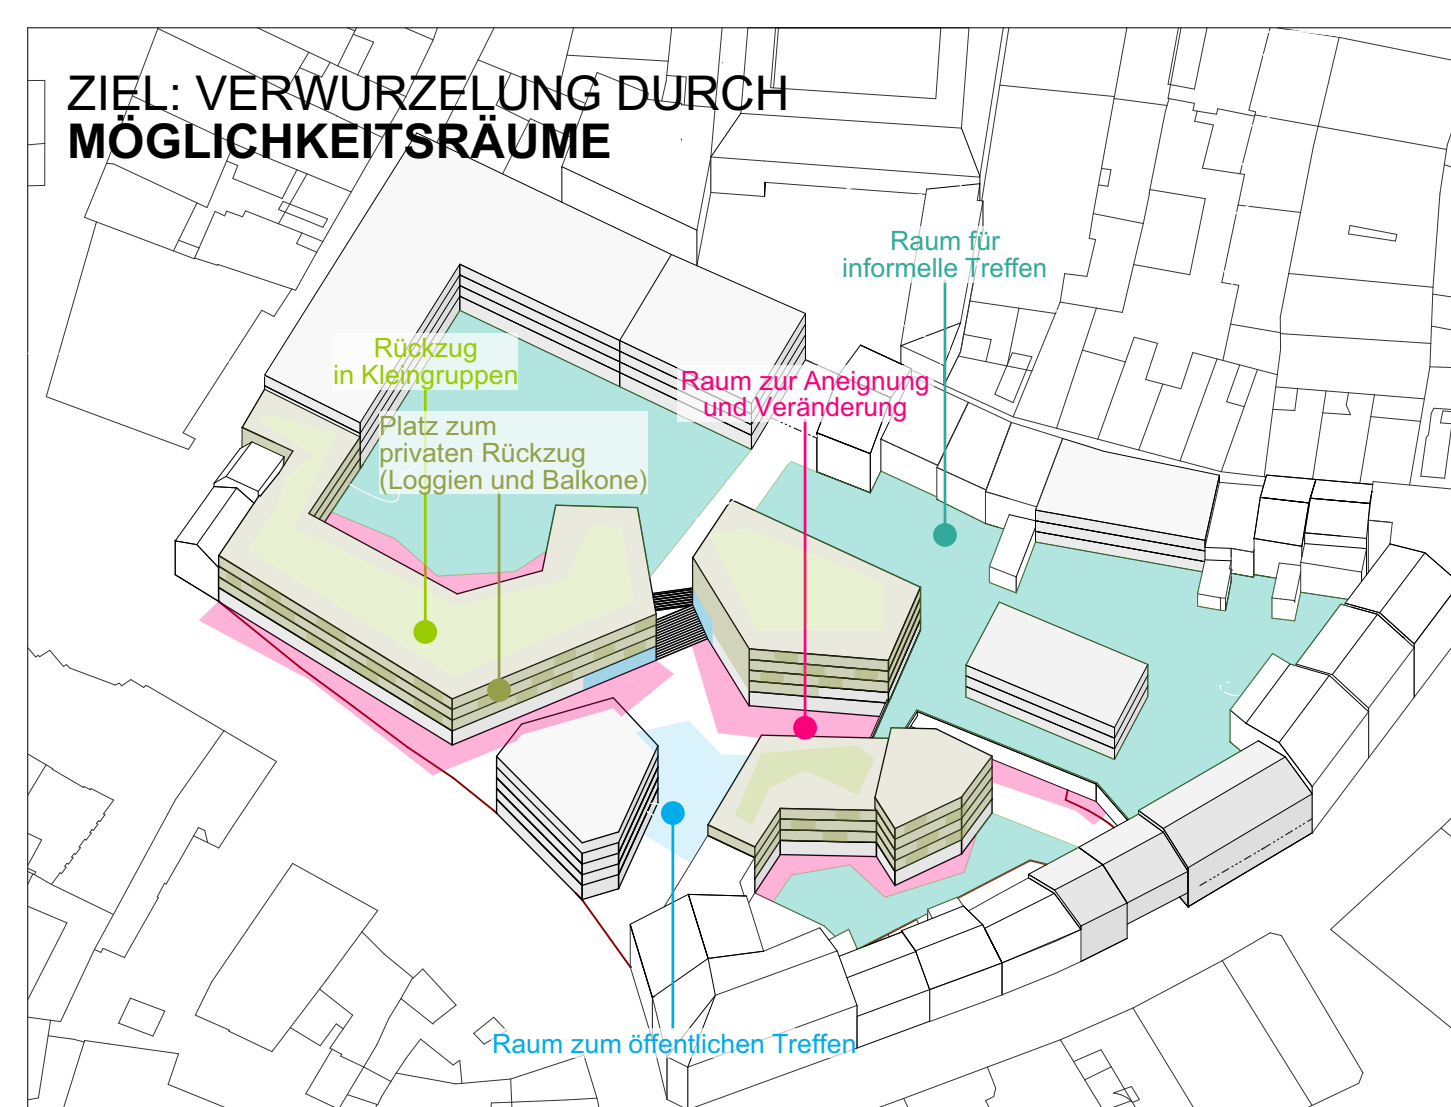 ZIEL: VERWURZELUNG DURCH
MÖGLICHKEITSRÄUME
Raum für
informelle Treffen
Rückzug
in Kleingruppen
Raum zur Aneignung
und Veränderung
Platz zum
privaten Rückzug
(Loggien und Balkone)
Raum zum öffentlichen Treffen